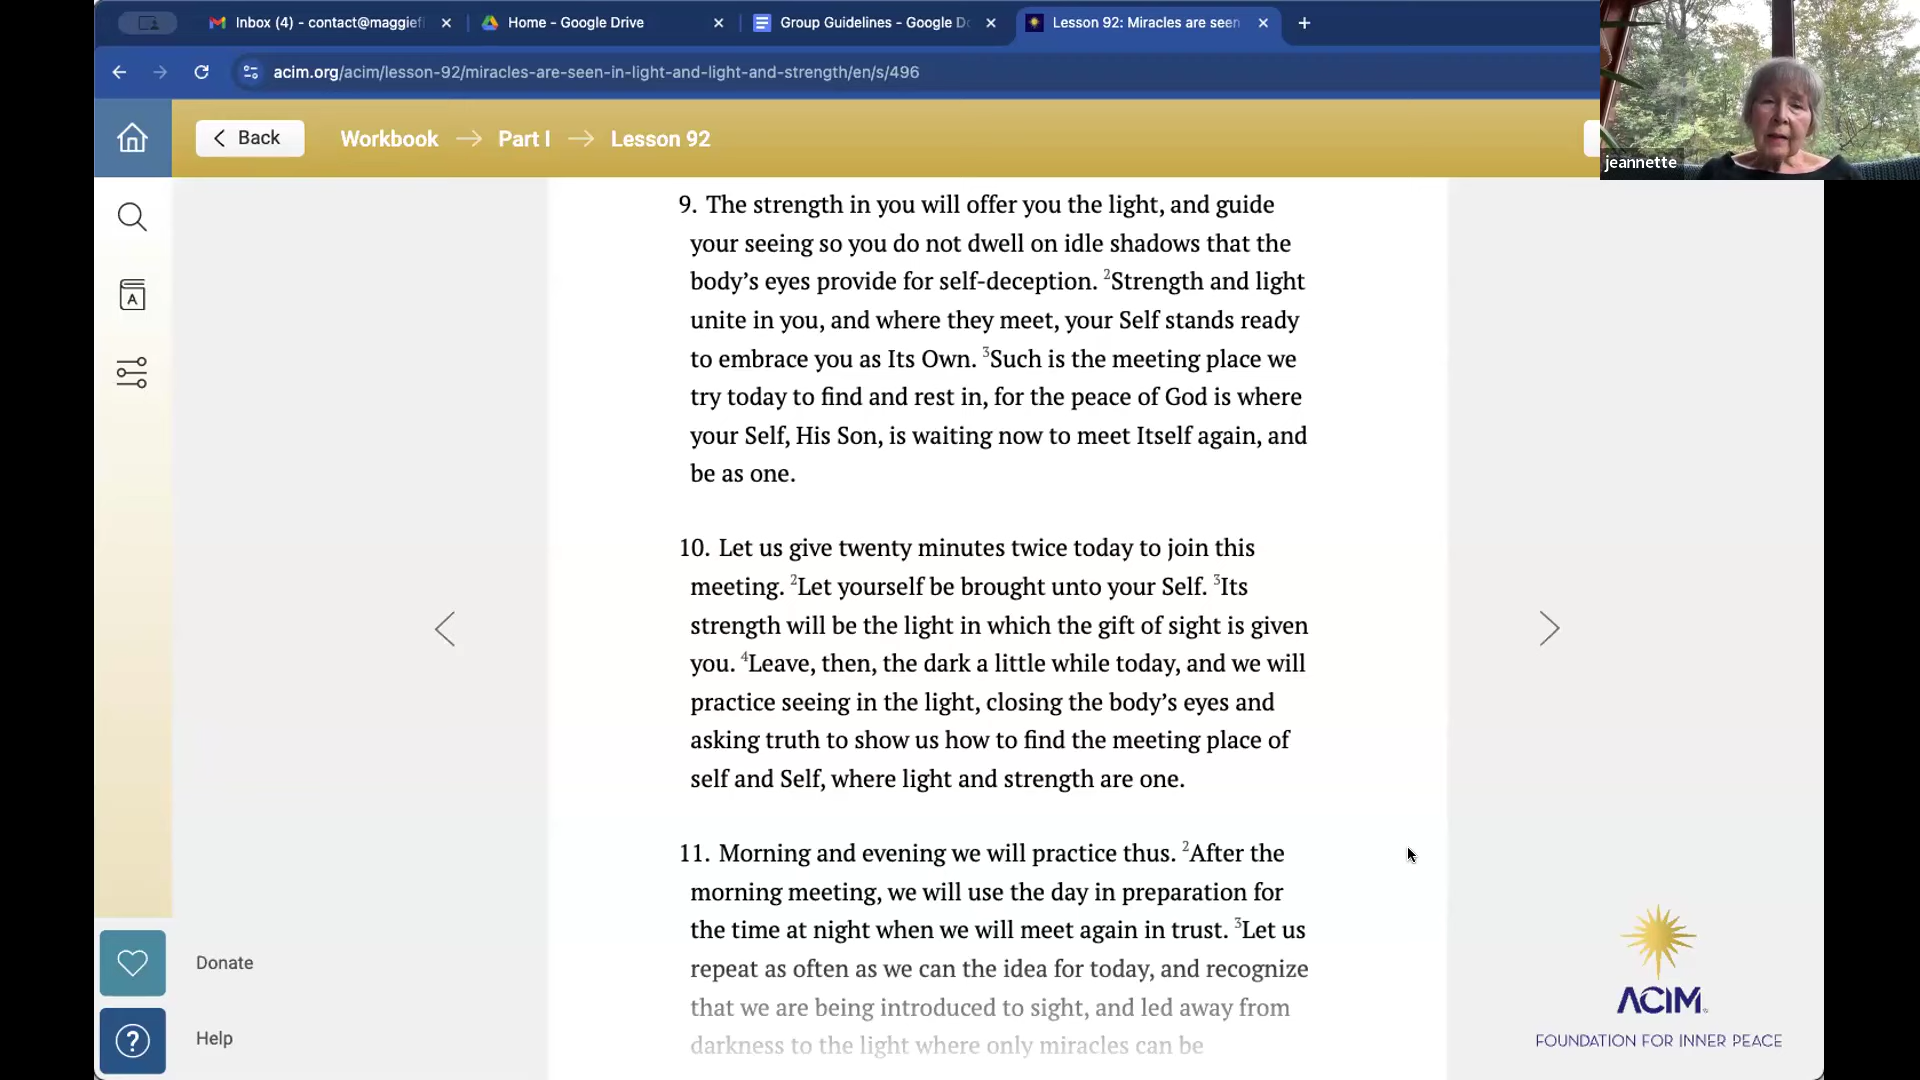 Inbox (4) - contact@maggief
Home - Google Drive
Group Guidelines - Google Do
Lesson 92: Miracles are seen
acim.org/acim/lesson-92/miracles-are-seen-in-light-and-light-and-strength/en/s/496
Back
Workbook
Part I
Lesson 92
jeannette
9. The strength in you will offer you the light, and guide
your seeing so you do not dwell on idle shadows that the
body’s eyes provide for self-deception. 2Strength and light
unite in you, and where they meet, your Self stands ready
to embrace you as Its Own. 3Such is the meeting place we
try today to find and rest in, for the peace of God is where
your Self, His Son, is waiting now to meet Itself again, and
be as one.
10. Let us give twenty minutes twice today to join this
meeting. 2Let yourself be brought unto your Self. 3Its
strength will be the light in which the gift of sight is given
you. 4Leave, then, the dark a little while today, and we will
practice seeing in the light, closing the body’s eyes and
asking truth to show us how to find the meeting place of
self and Self, where light and strength are one.
11. Morning and evening we will practice thus. 2After the
morning meeting, we will use the day in preparation for
the time at night when we will meet again in trust. 3Let us
repeat as often as we can the idea for today, and recognize
that we are being introduced to sight, and led away from
darkness to the light where only miracles can be
Donate
Help
ACIM
FOUNDATION FOR INNER PEACE